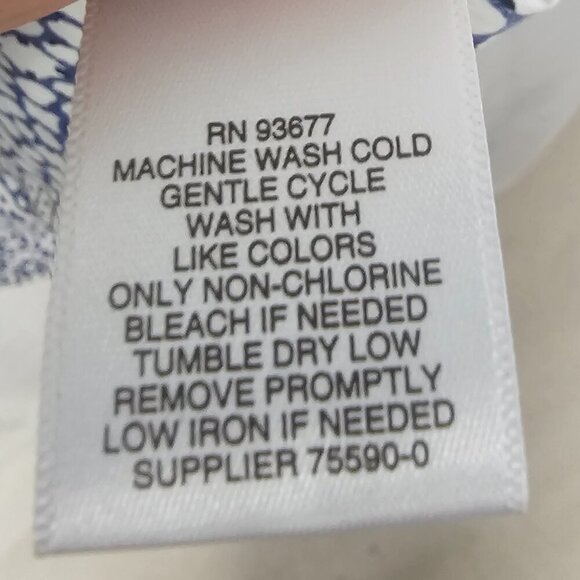 RN 93677
MACHINE WASH COLD
GENTLE CYCLE
WASH WITH
LIKE COLORS
ONLY NON-CHLORINE
BLEACH IF NEEDED
TUMBLE DRY LOW
REMOVE PROMPTLY
LOW IRON IF NEEDED
SUPPLIER 75590-0